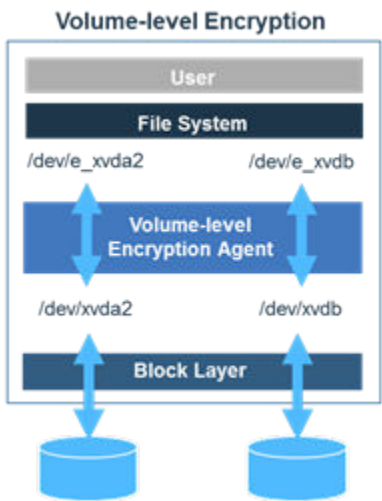 Volume-level Encryption
User
File System
/dev/e_xvda2 /dev/e_xvdb
Volume-level
Encryption Agent
/dev/xvda2 /dev/xvdb
Block Layer